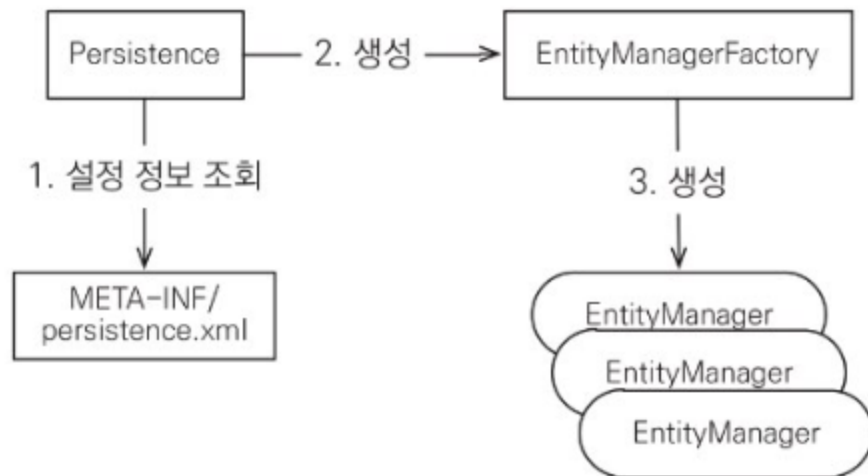 Persistence
2. 생성
EntityManagerFactory
1. 설정 정보 조회
3. 생성
META-INF/
persistence.xml
EntityManager
EntityManager
EntityManager